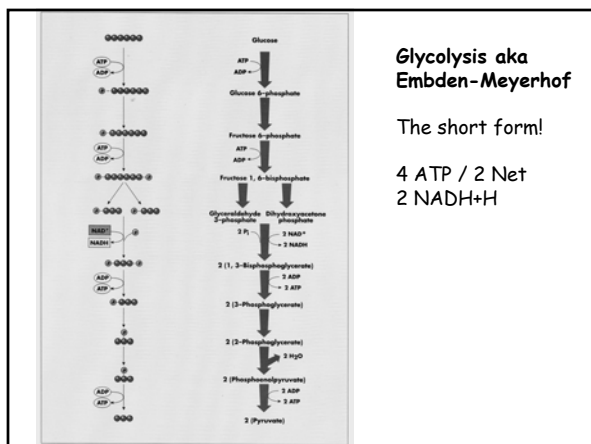 Glycolysis aka
Embden-Meyerhof
The short form!
4 ATP / 2 Net
2 NADH+H
ATP
ADP
ATP
ADP
NAD⁺
NADH
ADP
ATP
ADP
ATP
Glucose
ATP
ADP
Glucose 6-phosphate
Fructose 6-phosphate
ATP
ADP
Fructose 1, 6-bisphosphate
Glyceraldehyde
3-phosphate
Dihydroxyacetone
phosphate
2 Pᵢ
2 NAD⁺
2 NADH
2 (1, 3-Bisphosphoglycerate)
2 ADP
2 ATP
2 (3-Phosphoglycerate)
2 (2-Phosphoglycerate)
2 H₂O
2 (Phosphoenolpyruvate)
2 ADP
2 ATP
2 (Pyruvate)